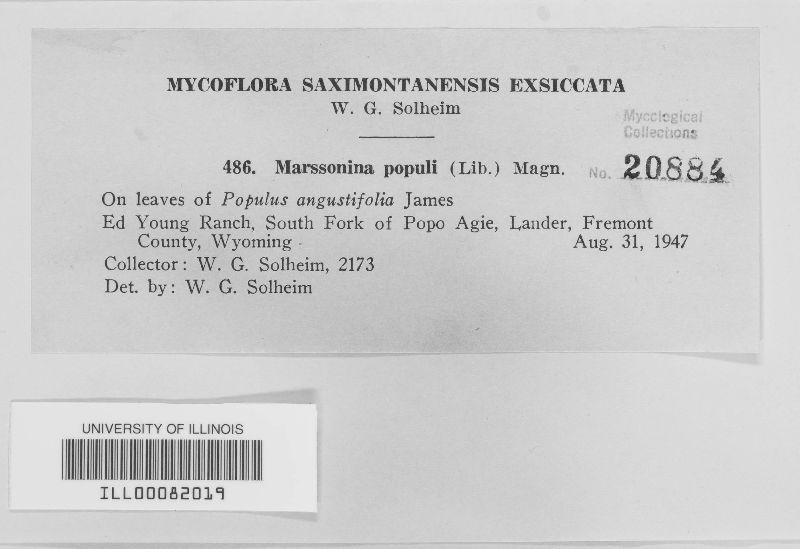 MYCOFLORA SAXIMONTANENSIS EXSICCATA
W. G. Solheim
Mycological
Collections
No. 20884
486. Marssonina populi (Lib.) Magn.
On leaves of Populus angustifolia James
Ed Young Ranch, South Fork of Popo Agie, Lander, Fremont
County, Wyoming Aug. 31, 1947
Collector: W. G. Solheim, 2173
Det. by: W. G. Solheim
UNIVERSITY OF ILLINOIS
ILL00082019